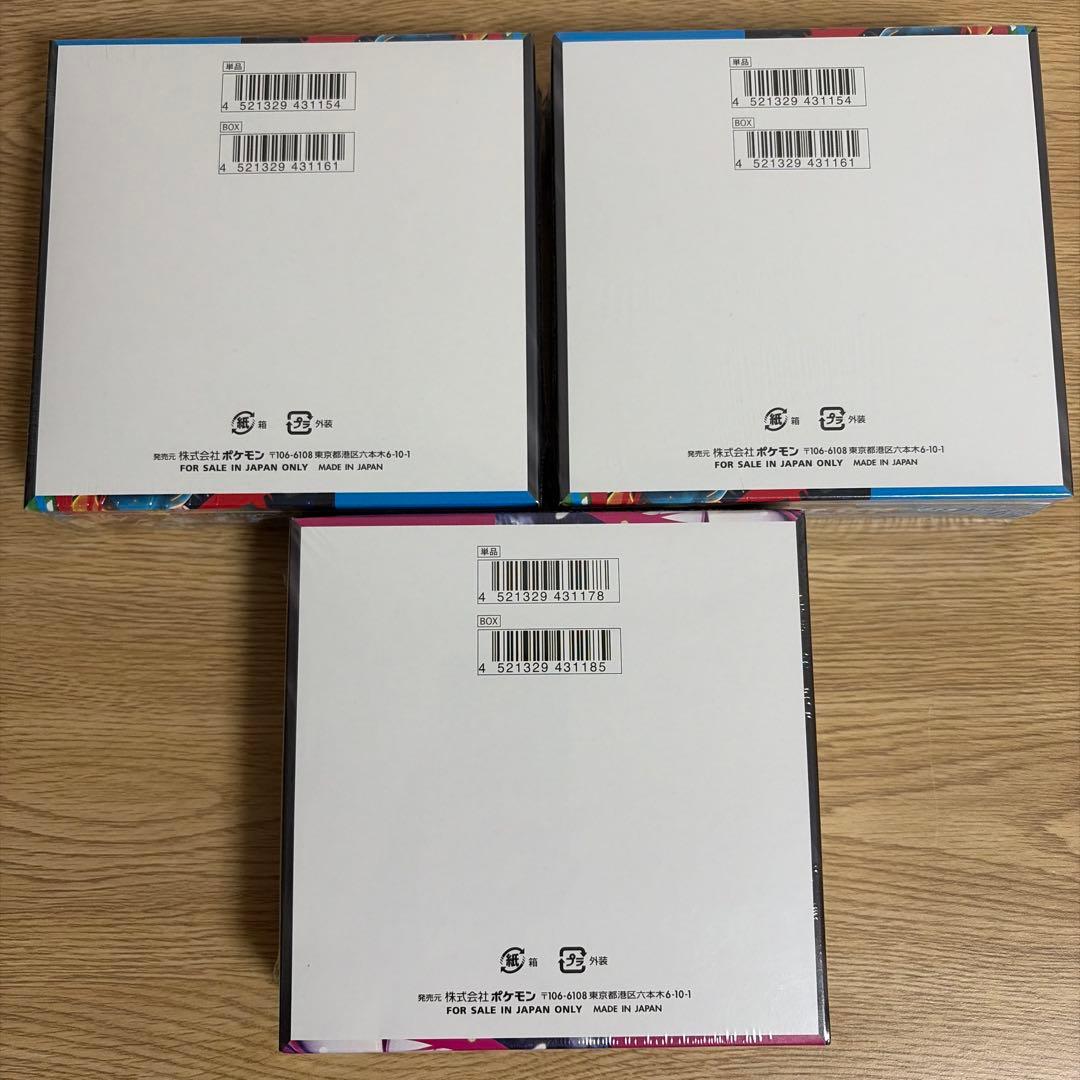 単品
4 521329 431154
BOX
4 521329 431161
紙 箱 プラ 外装
発売元 株式会社 ポケモン 〒106-6108 東京都港区六本木6-10-1
FOR SALE IN JAPAN ONLY MADE IN JAPAN
単品
4 521329 431154
BOX
4 521329 431161
紙 箱 プラ 外装
発売元 株式会社 ポケモン 〒106-6108 東京都港区六本木6-10-1
FOR SALE IN JAPAN ONLY MADE IN JAPAN
単品
4 521329 431178
BOX
4 521329 431185
紙 箱 プラ 外装
発売元 株式会社 ポケモン 〒106-6108 東京都港区六本木6-10-1
FOR SALE IN JAPAN ONLY MADE IN JAPAN